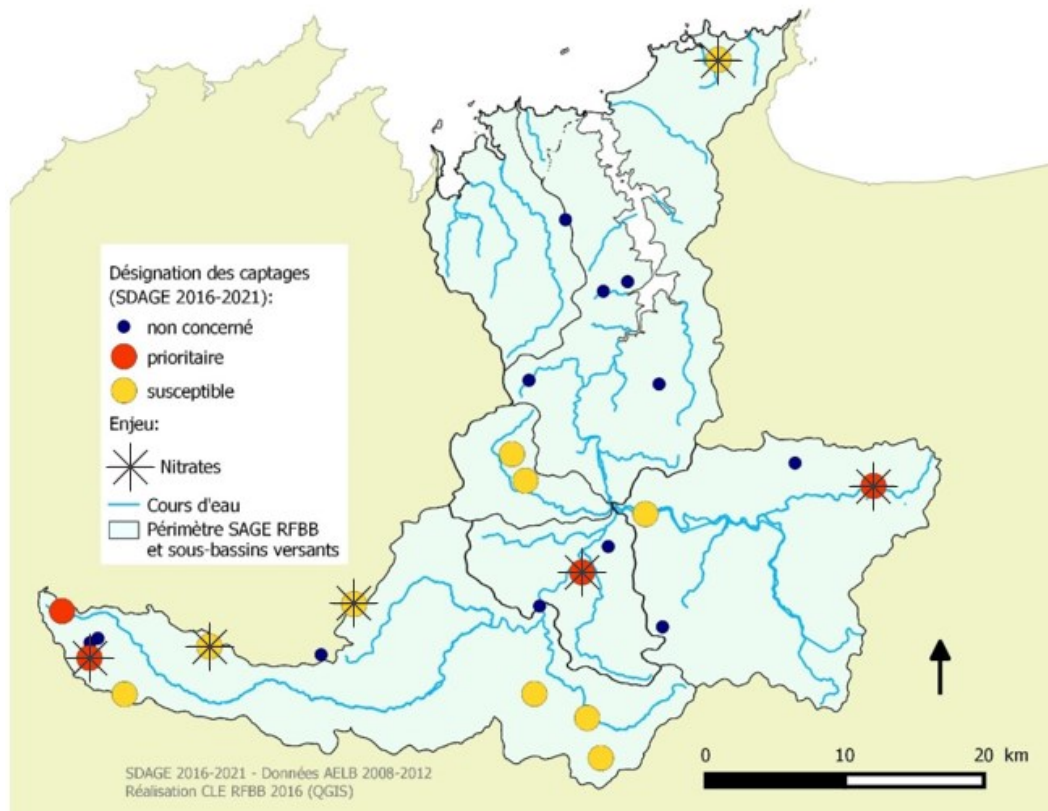 Désignation des captages
(SDAGE 2016-2021):
non concerné
prioritaire
susceptible
Enjeu:
Nitrates
Cours d'eau
Périmètre SAGE RFBB
et sous-bassins versants
0 10 20 km
SDAGE 2016-2021 - Données AELB 2008-2012
Réalisation CLE RFBB 2016 (QGIS)